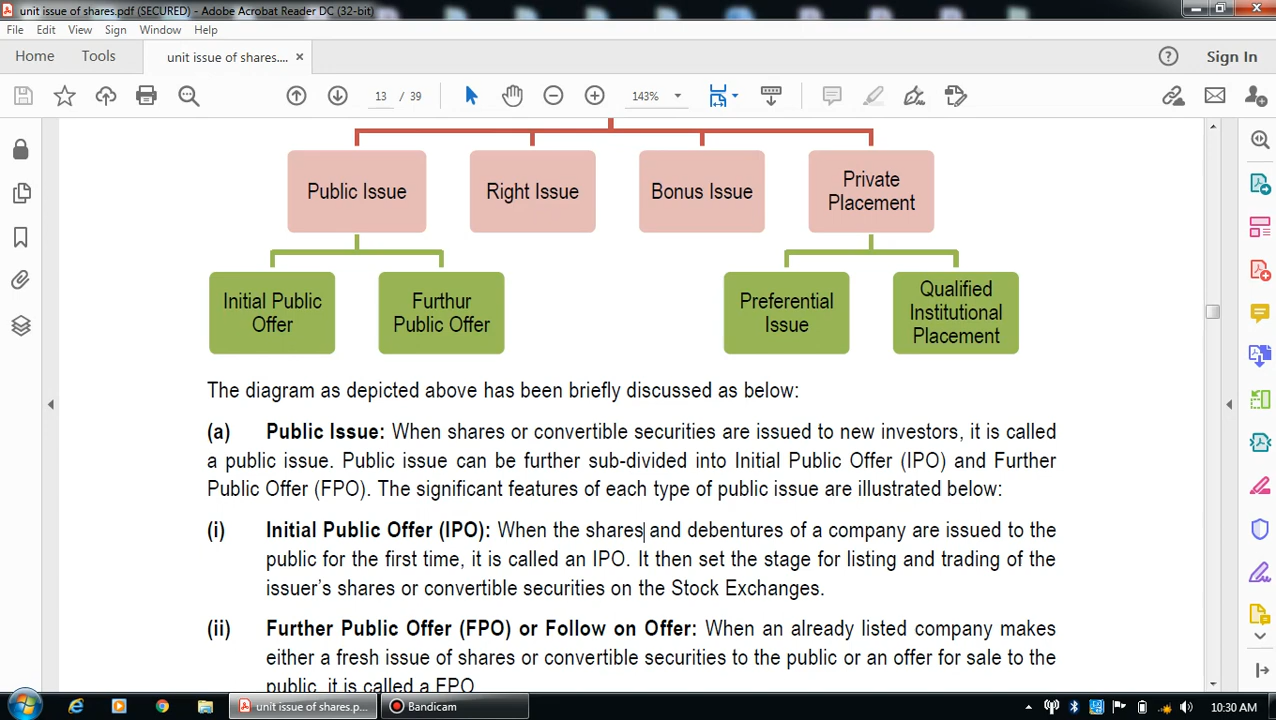 unit issue of shares.pdf (SECURED) - Adobe Acrobat Reader DC (32-bit)
File Edit View Sign Window Help
Home Tools unit issue of shares.... × Sign In
13 / 39 143%
Public Issue Right Issue Bonus Issue Private
Placement
Initial Public
Offer
Furthur
Public Offer
Preferential
Issue
Qualified
Institutional
Placement
The diagram as depicted above has been briefly discussed as below:
(a) Public Issue: When shares or convertible securities are issued to new investors, it is called
a public issue. Public issue can be further sub-divided into Initial Public Offer (IPO) and Further
Public Offer (FPO). The significant features of each type of public issue are illustrated below:
(i) Initial Public Offer (IPO): When the shares and debentures of a company are issued to the
public for the first time, it is called an IPO. It then set the stage for listing and trading of the
issuer's shares or convertible securities on the Stock Exchanges.
(ii) Further Public Offer (FPO) or Follow on Offer: When an already listed company makes
either a fresh issue of shares or convertible securities to the public or an offer for sale to the
public, it is called a FPO
unit issue of shares.p... Bandicam 10:30 AM